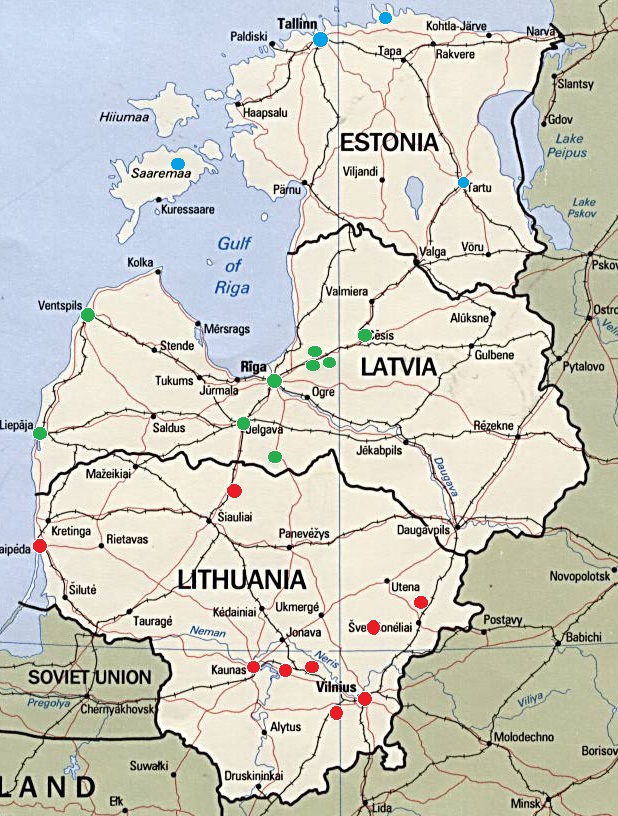 Tallinn
Paldiski
Kohtla-Järve
Narva
Tapa
Rakvere
Slantsy
Haapsalu
Hiiumaa
Gdov
ESTONIA
Lake
Peipus
Saaremaa
Viljandi
Pärnu
Tartu
Kuressaare
Lake
Pskov
Gulf
of
Riga
Valga
Võru
Pskov
Kolka
Valmiera
Ventspils
Alūksne
Mērsrags
Cēsis
Stende
Gulbene
Pytalovo
Rīga
LATVIA
Tukums
Jūrmala
Ogre
Liepāja
Saldus
Jelgava
Rēzekne
Jēkabpils
Daugava
Mažeikiai
Šiauliai
Kretinga
Panevėžys
Daugavpils
aipėda
Rietavas
Novopolotsk
Šilutė
LITHUANIA
Utena
Kėdainiai
Ukmergė
Tauragė
Neman
Jonava
Postavy
Babichi
Kaunas
Neris
SOVIET UNION
Vilnius
Pregolya
Chernyakhovsk
Viliya
Alytus
Molodechno
Borisov
Suwałki
LAND
Druskininkai
Ełk
Lida
Minsk